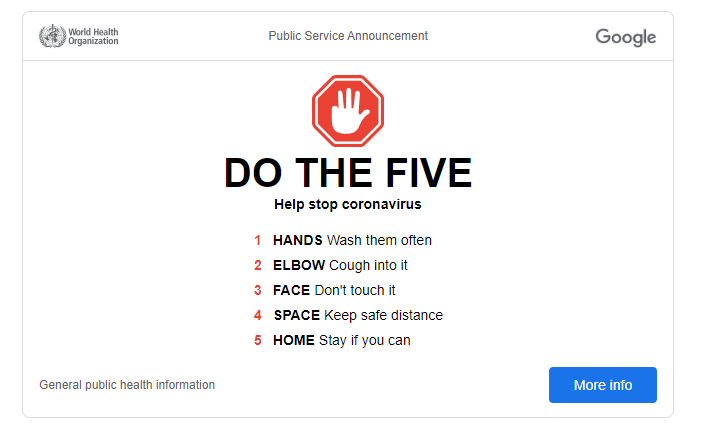 World Health
Organization
Public Service Announcement
Google
DO THE FIVE
Help stop coronavirus
1 HANDS Wash them often
2 ELBOW Cough into it
3 FACE Don't touch it
4 SPACE Keep safe distance
5 HOME Stay if you can
General public health information
More info